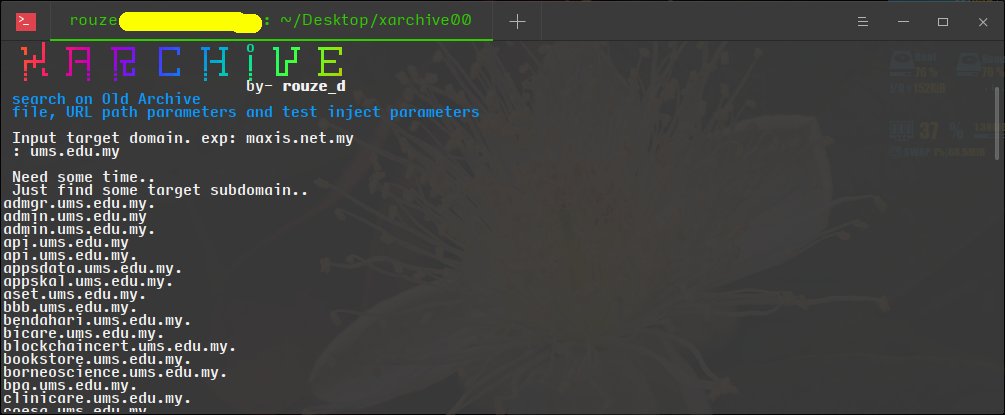 rouze : ~/Desktop/xarchive00
XARCHiVE
by- rouze_d
search on Old Archive
file, URL path parameters and test inject parameters
Input target domain. exp: maxis.net.my
: ums.edu.my
Need some time..
Just find some target subdomain..
admgr.ums.edu.my.
admin.ums.edu.my
admin.ums.edu.my.
api.ums.edu.my
api.ums.edu.my.
appsdata.ums.edu.my.
appskal.ums.edu.my.
aset.ums.edu.my.
bbb.ums.edu.my.
bendahari.ums.edu.my.
bicare.ums.edu.my.
blockchaincert.ums.edu.my.
bookstore.ums.edu.my.
borneoscience.ums.edu.my.
bpa.ums.edu.my.
clinicare.ums.edu.my.
37 %